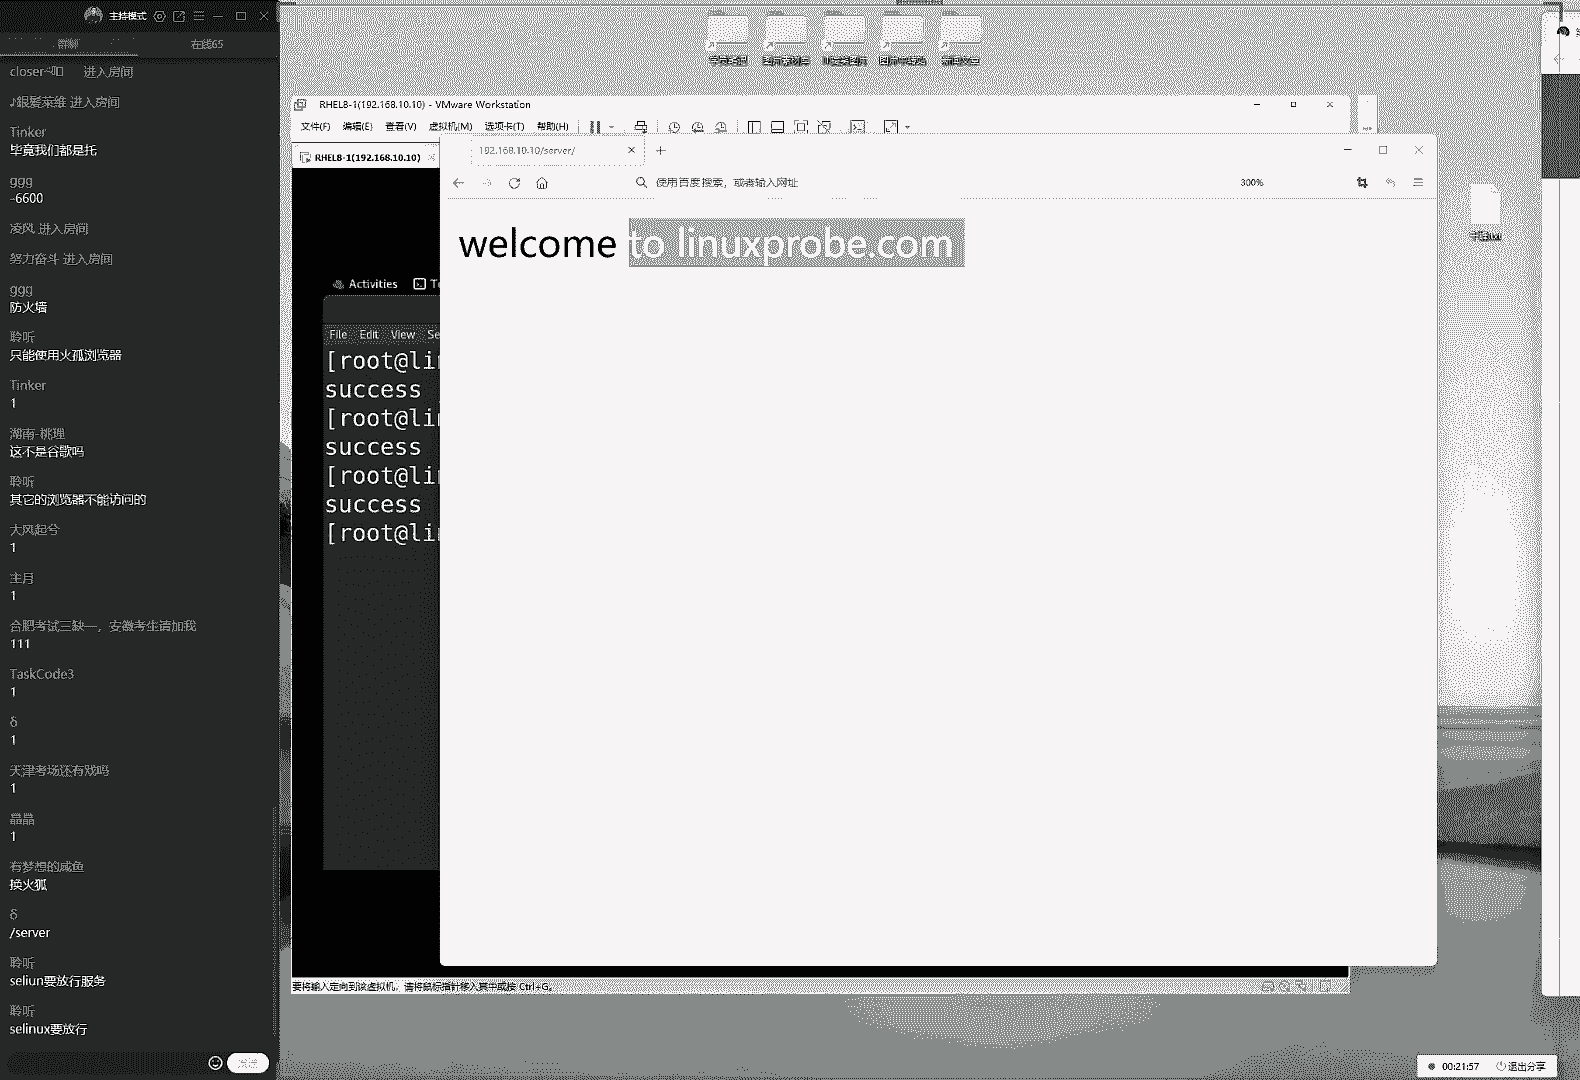 主持模式
群聊
在线65
closer
进入房间
♪銀髮莱维 进入房间
Tinker
毕竟我们都是托
ggg
-6600
凌风 进入房间
努力奋斗 进入房间
ggg
防火墙
聆听
只能使用火孤浏览器
Tinker
1
湖南-桃理
这不是谷歌吗
聆听
其它的浏览器不能访问的
大风起兮
1
主月
1
合肥考试三缺一，安徽考生请加我
111
TaskCode3
1
δ
1
天津考场还有戏吗
1
晶晶
1
有梦想的咸鱼
换火狐
δ
/server
聆听
seliun要放行服务
聆听
selinux要放行
发送
RHEL8-1(192.168.10.10) - VMware Workstation
文件(F) 编辑(E) 查看(V) 虚拟机(M) 选项卡(T) 帮助(H)
RHEL8-1(192.168.10.10)
192.168.10.10/server/
使用百度搜索，或者输入网址
300%
welcome to linuxprobe.com
Activities
File Edit View Se
[root@li
success
[root@li
success
[root@li
success
[root@li
要将输入定向到该虚拟机，请将鼠标指针移入其中或按 Ctrl+G。
00:21:57
退出分享